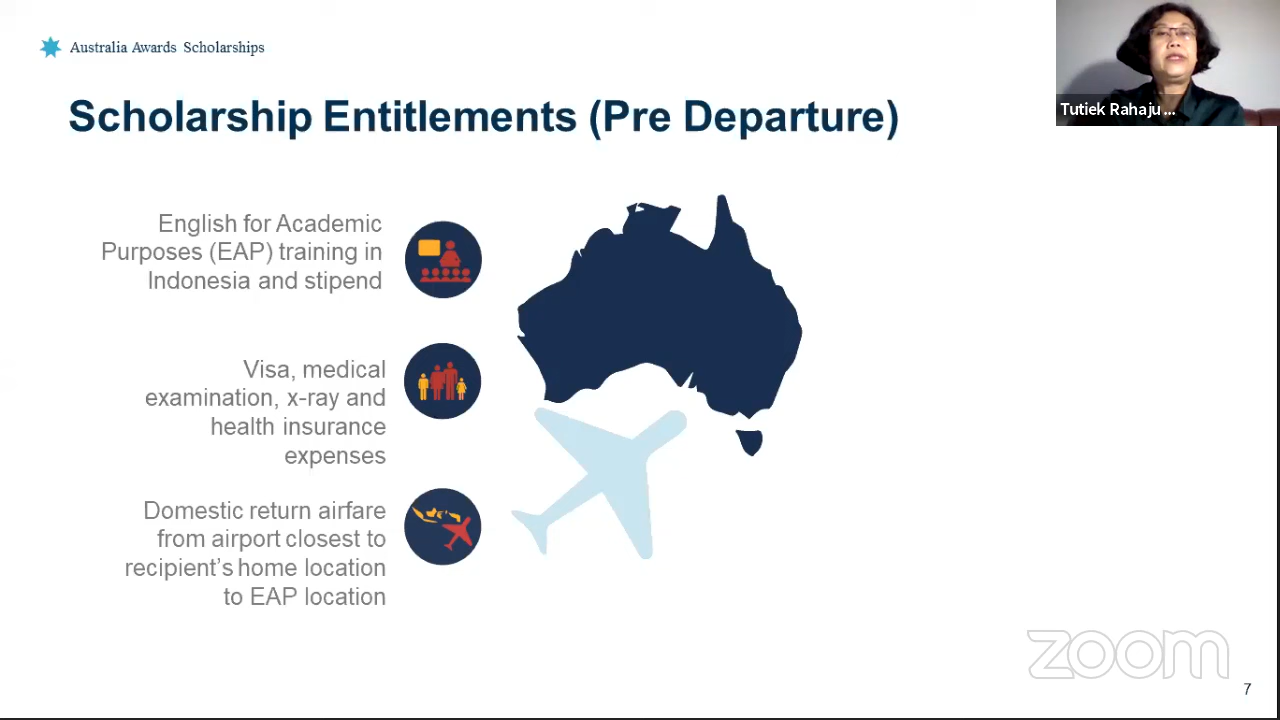 Australia Awards Scholarships
Tutiek Rahaju ...
Scholarship Entitlements (Pre Departure)
English for Academic
Purposes (EAP) training in
Indonesia and stipend
Visa, medical
examination, x-ray and
health insurance
expenses
Domestic return airfare
from airport closest to
recipient's home location
to EAP location
zoom
7